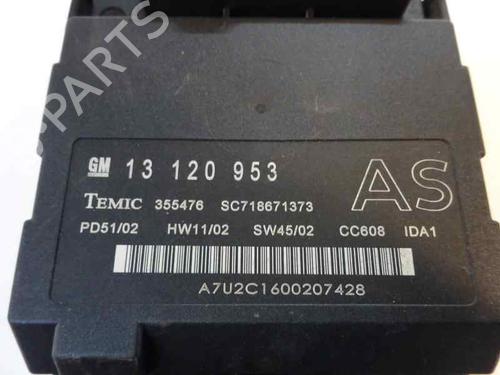 B-PARTS
GM 13 120 953 AS
TEMIC 355476 SC718671373
PD51/02 HW11/02 SW45/02 CC608 IDA1
A7U2C1600207428